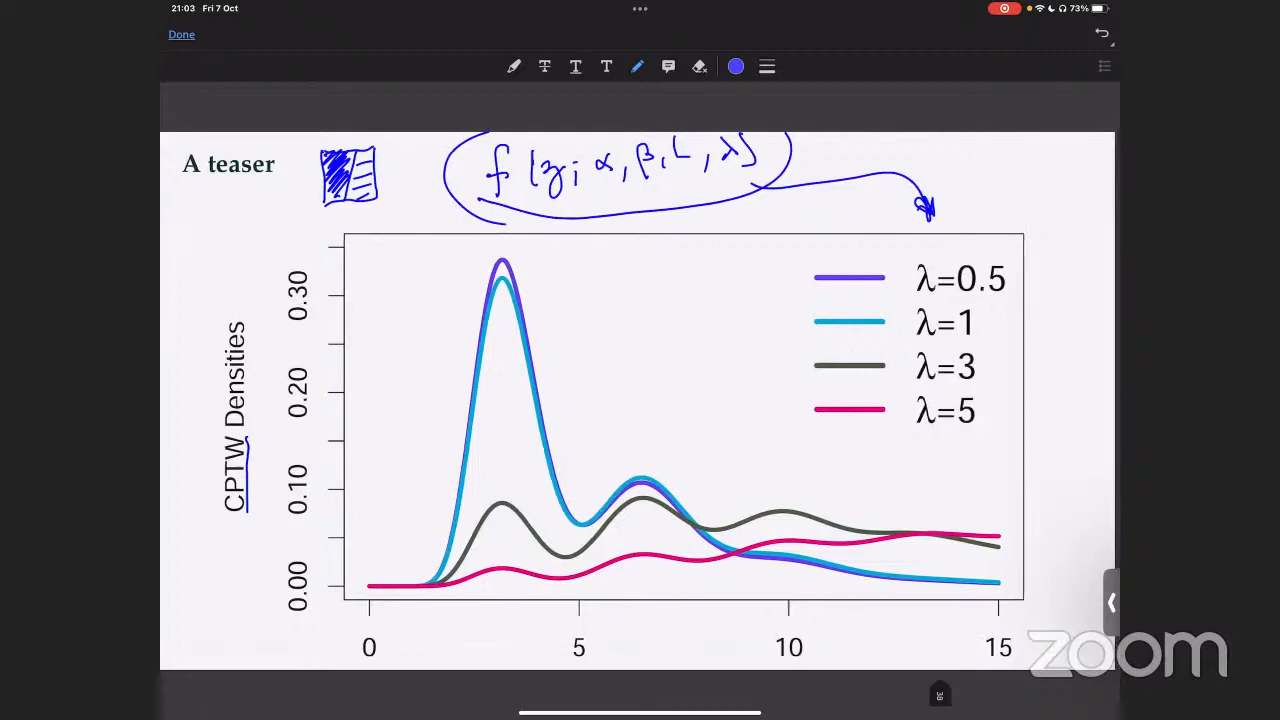 21:03 Fri 7 Oct
73%
Done
A teaser
f(z; α, β, L, λ)
λ=0.5
λ=1
λ=3
λ=5
CPTW Densities
0.30
0.20
0.10
0.00
0 5 10 15
zoom
38